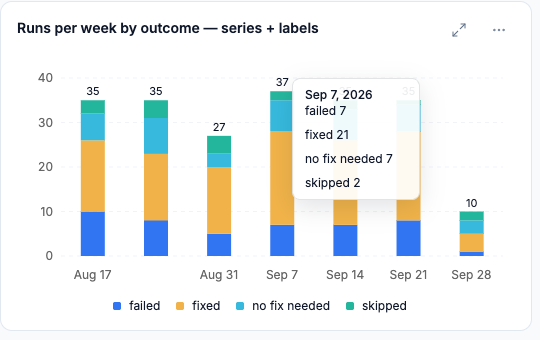 Runs per week by outcome — series + labels
40
30
20
10
0
35
35
27
37
35
10
Sep 7, 2026
failed 7
fixed 21
no fix needed 7
skipped 2
Aug 17
Aug 31
Sep 7
Sep 14
Sep 21
Sep 28
failed
fixed
no fix needed
skipped